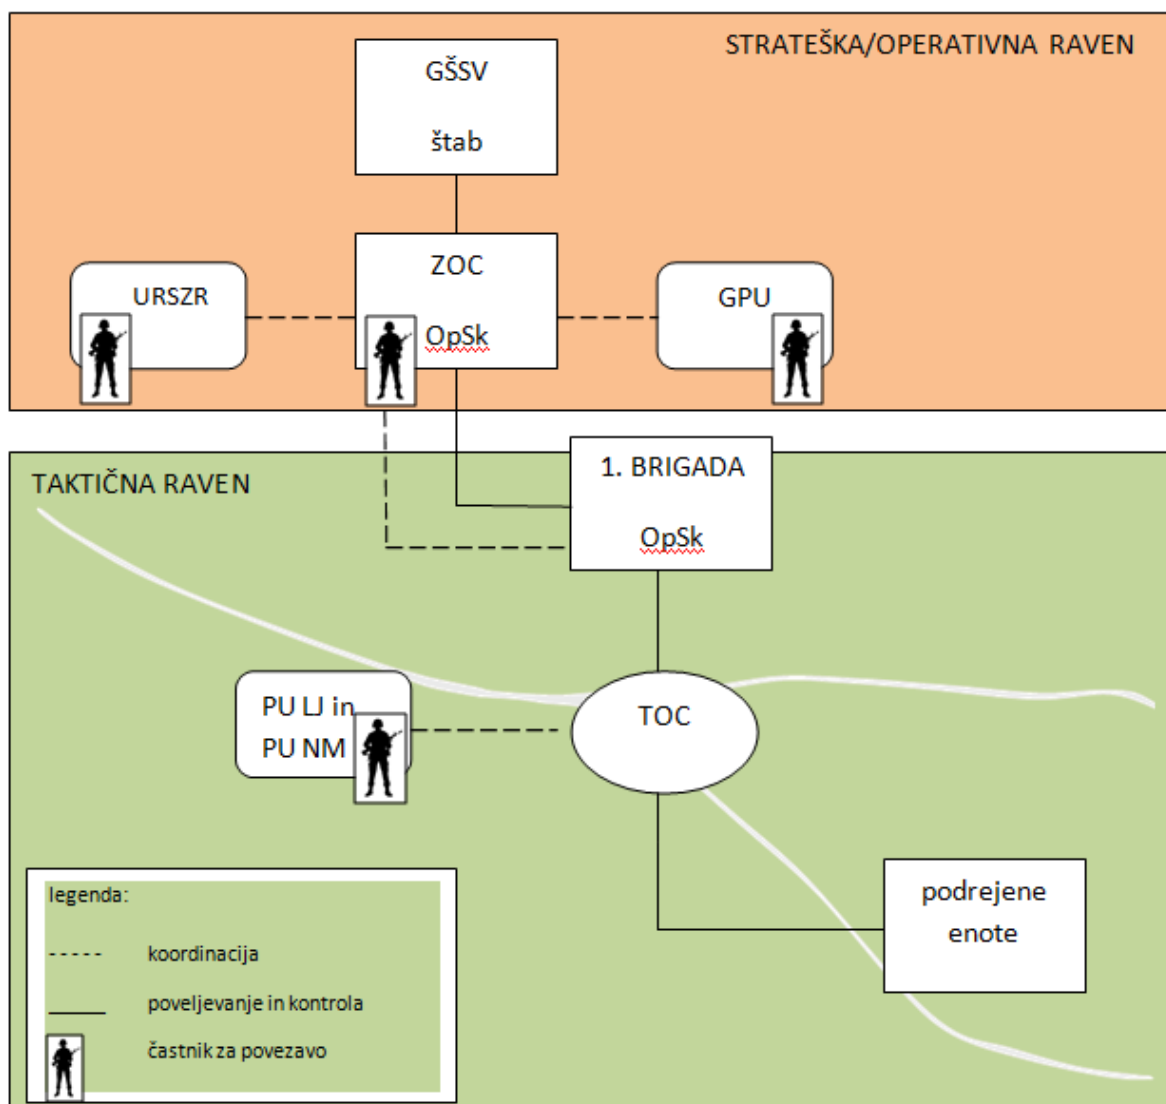 STRATEŠKA/OPERATIVNA RAVEN
GŠSV
štab
URSZR
ZOC
OpSk
GPU
TAKTIČNA RAVEN
1. BRIGADA
OpSk
PU LJ in
PU NM
TOC
podrejene
enote
legenda:
koordinacija
poveljevanje in kontrola
častnik za povezavo